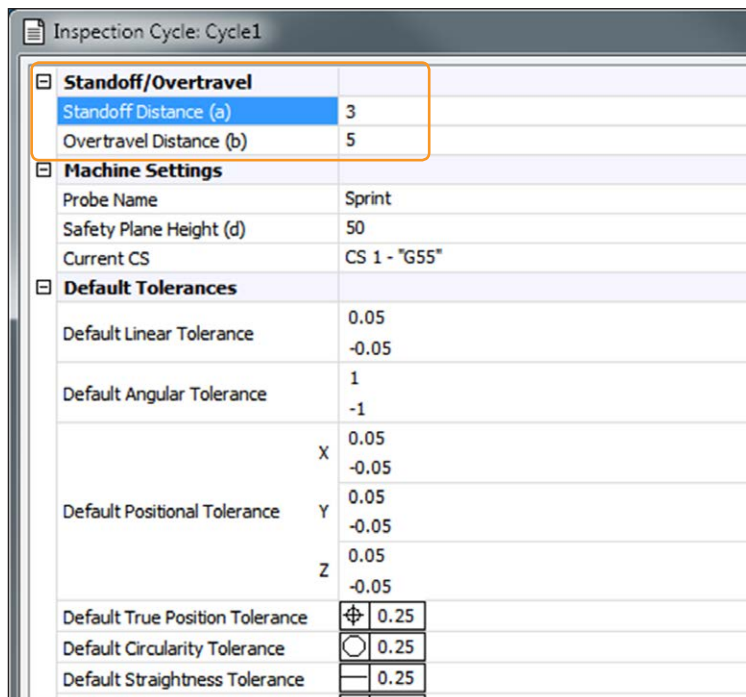 Inspection Cycle: Cycle1
Standoff/Overtravel
Standoff Distance (a) 3
Overtravel Distance (b) 5
Machine Settings
Probe Name Sprint
Safety Plane Height (d) 50
Current CS CS 1 - "G55"
Default Tolerances
Default Linear Tolerance 0.05
-0.05
Default Angular Tolerance 1
-1
Default Positional Tolerance X 0.05
-0.05
Y 0.05
-0.05
Z 0.05
-0.05
Default True Position Tolerance 0.25
Default Circularity Tolerance 0.25
Default Straightness Tolerance 0.25